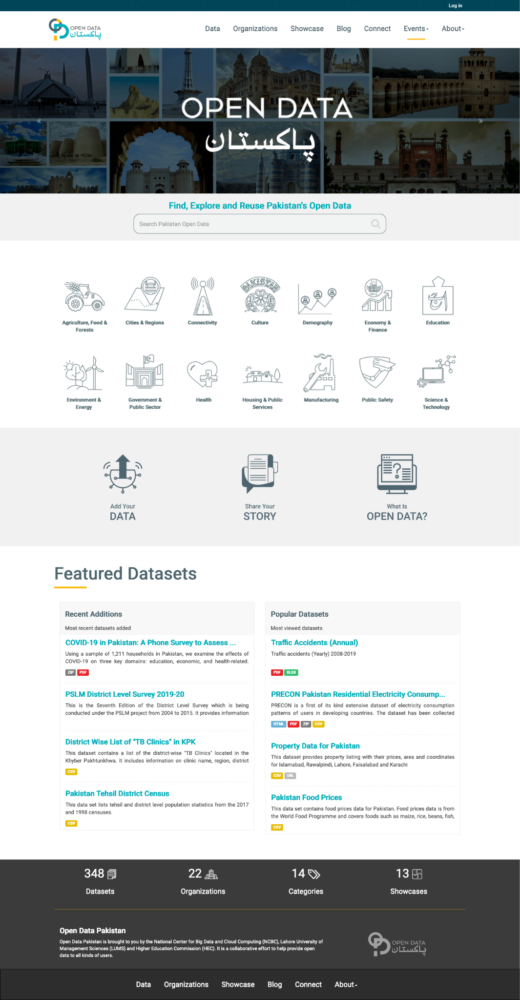 Log in
OPEN DATA
پاکستان
Data Organizations Showcase Blog Connect Events About
OPEN DATA
پاکستان
Find, Explore and Reuse Pakistan's Open Data
Search Pakistan Open Data
PAKISTAN
Agriculture, Food &
Forests
Cities & Regions
Connectivity
Culture
Demography
Economy &
Finance
Education
Environment &
Energy
Government &
Public Sector
Health
Housing & Public
Services
Manufacturing
Public Safety
Science &
Technology
Add Your
DATA
Share Your
STORY
What Is
OPEN DATA?
Featured Datasets
Recent Additions
Most recent datasets added
COVID-19 in Pakistan: A Phone Survey to Assess ...
Using a sample of 1,211 households in Pakistan, we examine the effects of
COVID-19 on three key domains: education, economic, and health-related.
ZIP PDF
PSLM District Level Survey 2019-20
This is the Seventh Edition of the District Level Survey which is being
conducted under the PSLM project from 2004 to 2015. It provides information
District Wise List of "TB Clinics" in KPK
This dataset contains a list of the district-wise "TB Clinics" located in the
Khyber Pakhtunkhwa. It includes information on clinic name, region, district
CSV
Pakistan Tehsil District Census
This data set lists tehsil and district level population statistics from the 2017
and 1998 censuses.
CSV
Popular Datasets
Most viewed datasets
Traffic Accidents (Annual)
Traffic accidents (Yearly) 2008-2019
PDF XLSX
PRECON Pakistan Residential Electricity Consump...
PRECON is a first of its kind extensive dataset of electricity consumption
patterns of users in developing countries. The dataset has been collected
HTML PDF ZIP CSV
Property Data for Pakistan
This dataset provides property listing with their prices, area and coordinates
for Islamabad, Rawalpindi, Lahore, Faisalabad and Karachi
CSV URL
Pakistan Food Prices
This data set contains food prices data for Pakistan. Food prices data is from
the World Food Programme and covers foods such as maize, rice, beans, fish,
CSV
348
Datasets
22
Organizations
14
Categories
13
Showcases
Open Data Pakistan
Open Data Pakistan is brought to you by the National Center for Big Data and Cloud Computing (NCBC), Lahore University of
Management Sciences (LUMS) and Higher Education Commission (HEC). It is a collaborative effort to help provide open
data to all kinds of users.
OPEN DATA
پاکستان
Data Organizations Showcase Blog Connect About